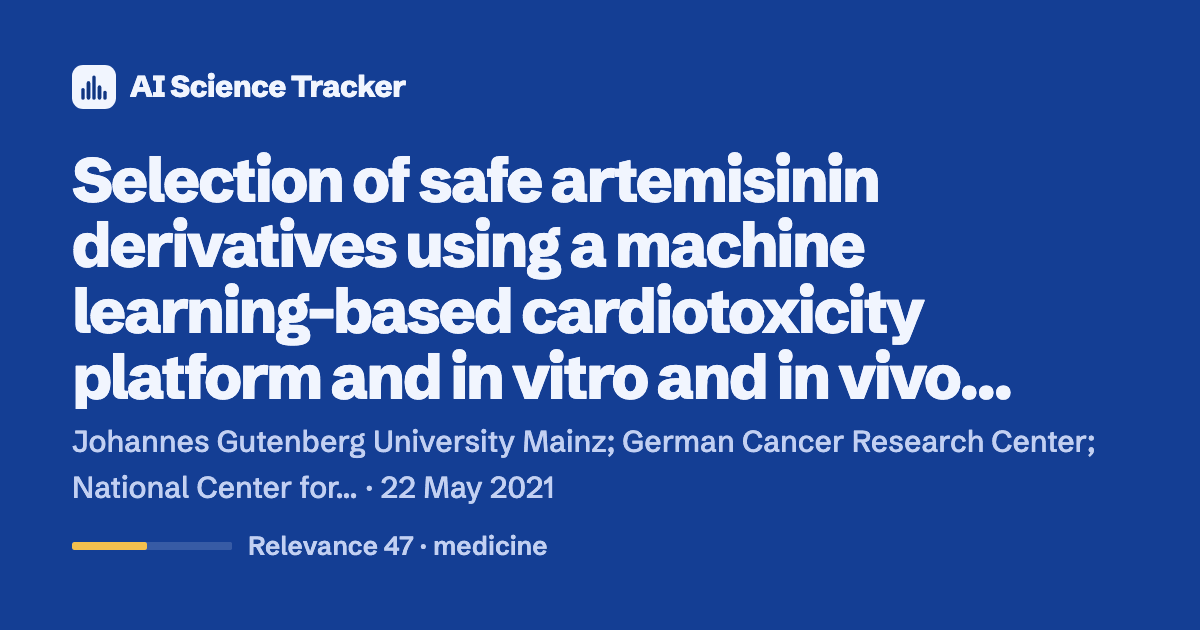 AI Science Tracker
Selection of safe artemisinin
derivatives using a machine
learning-based cardiotoxicity
platform and in vitro and in vivo...
Johannes Gutenberg University Mainz; German Cancer Research Center;
National Center for... · 22 May 2021
Relevance 47 · medicine